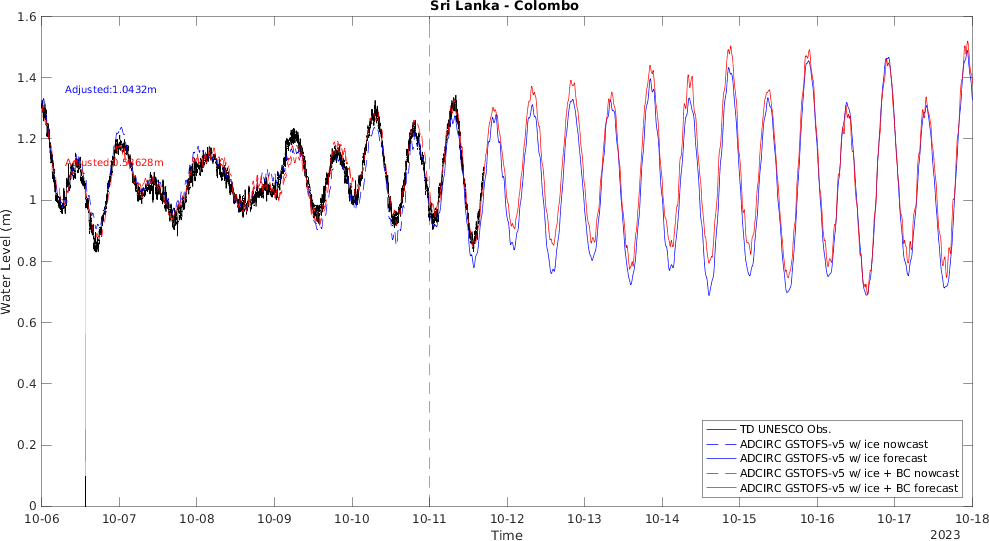 Sri Lanka - Colombo
1.6
1.4
1.2
1
0.8
0.6
0.4
0.2
0
Water Level (m)
Adjusted:1.0432m
TD UNESCO Obs.
ADCIRC GSTOFS-v5 w/ ice nowcast
ADCIRC GSTOFS-v5 w/ ice forecast
ADCIRC GSTOFS-v5 w/ ice + BC nowcast
ADCIRC GSTOFS-v5 w/ ice + BC forecast
10-06
10-07
10-08
10-09
10-10
10-11
10-12
10-13
10-14
10-15
10-16
10-17
10-18
Time
2023